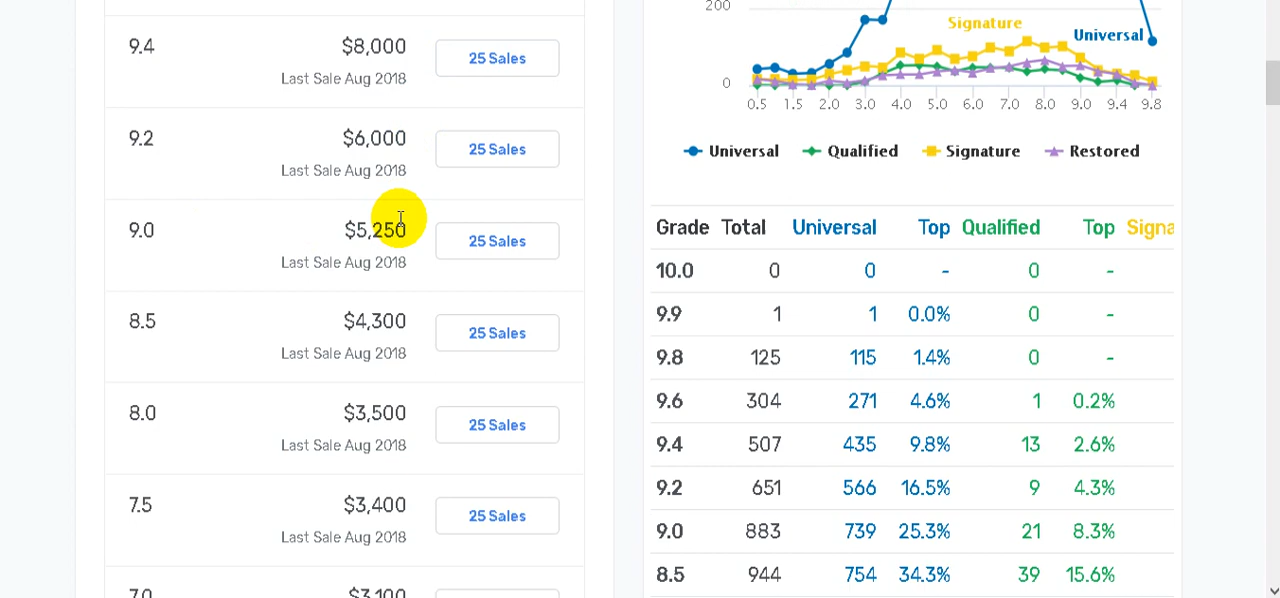 9.4 $8,000 25 Sales
Last Sale Aug 2018
9.2 $6,000 25 Sales
Last Sale Aug 2018
9.0 $5,250 25 Sales
Last Sale Aug 2018
8.5 $4,300 25 Sales
Last Sale Aug 2018
8.0 $3,500 25 Sales
Last Sale Aug 2018
7.5 $3,400 25 Sales
Last Sale Aug 2018
7.0 $3,100
200
Signature
Universal
0
0.5 1.5 2.0 3.0 4.0 5.0 6.0 7.0 8.0 9.0 9.4 9.8
Universal Qualified Signature Restored
Grade Total Universal Top Qualified Top Signa
10.0 0 0 - 0 -
9.9 1 1 0.0% 0 -
9.8 125 115 1.4% 0 -
9.6 304 271 4.6% 1 0.2%
9.4 507 435 9.8% 13 2.6%
9.2 651 566 16.5% 9 4.3%
9.0 883 739 25.3% 21 8.3%
8.5 944 754 34.3% 39 15.6%